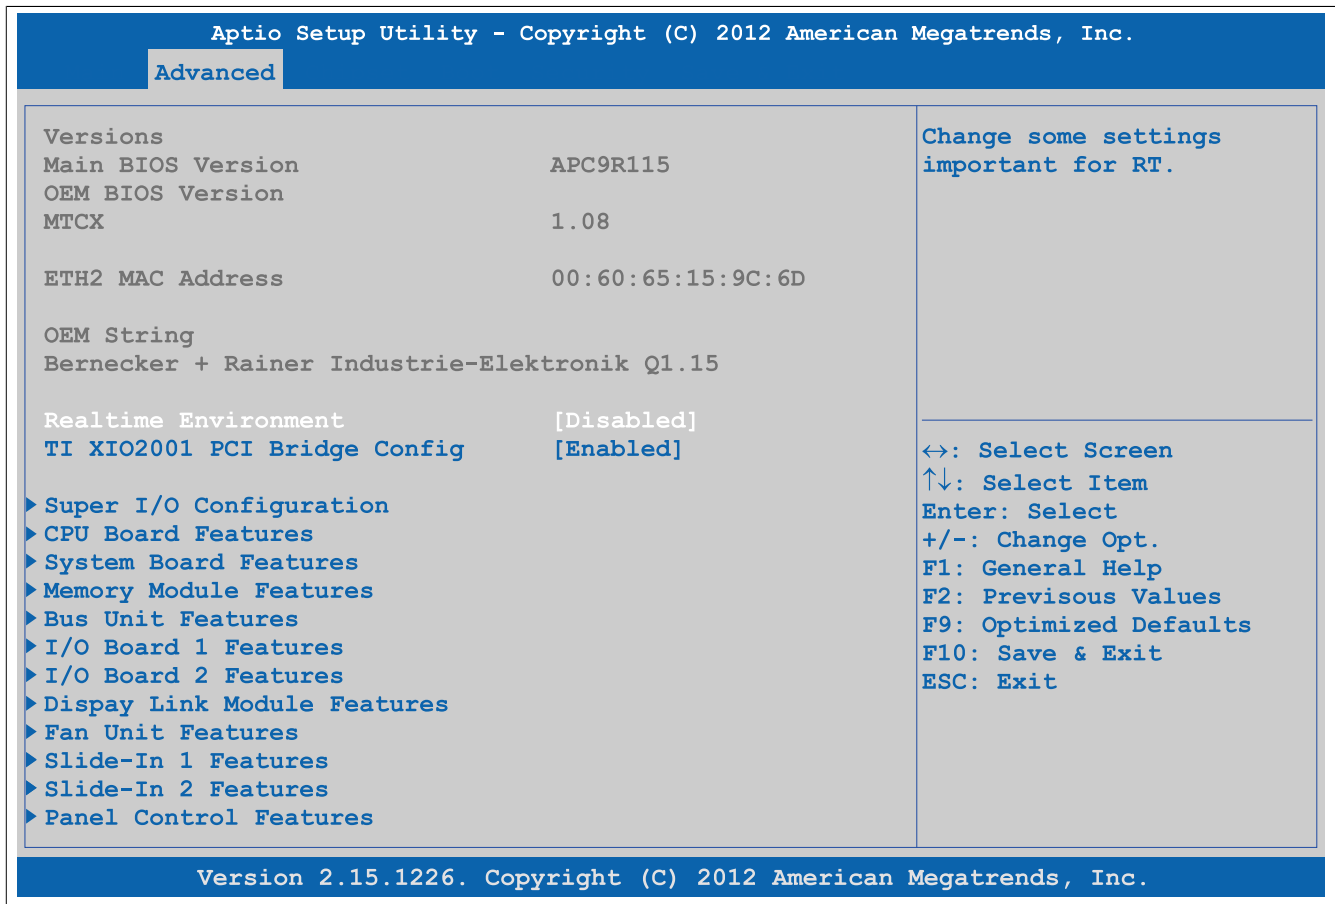 Aptio Setup Utility - Copyright (C) 2012 American Megatrends, Inc.
Advanced
Versions
Main BIOS Version APC9R115
OEM BIOS Version
MTCX 1.08
ETH2 MAC Address 00:60:65:15:9C:6D
OEM String
Bernecker + Rainer Industrie-Elektronik Q1.15
Realtime Environment [Disabled]
TI XIO2001 PCI Bridge Config [Enabled]
Super I/O Configuration
CPU Board Features
System Board Features
Memory Module Features
Bus Unit Features
I/O Board 1 Features
I/O Board 2 Features
Dispay Link Module Features
Fan Unit Features
Slide-In 1 Features
Slide-In 2 Features
Panel Control Features
Change some settings
important for RT.
↔: Select Screen
↑↓: Select Item
Enter: Select
+/-: Change Opt.
F1: General Help
F2: Previsous Values
F9: Optimized Defaults
F10: Save & Exit
ESC: Exit
Version 2.15.1226. Copyright (C) 2012 American Megatrends, Inc.